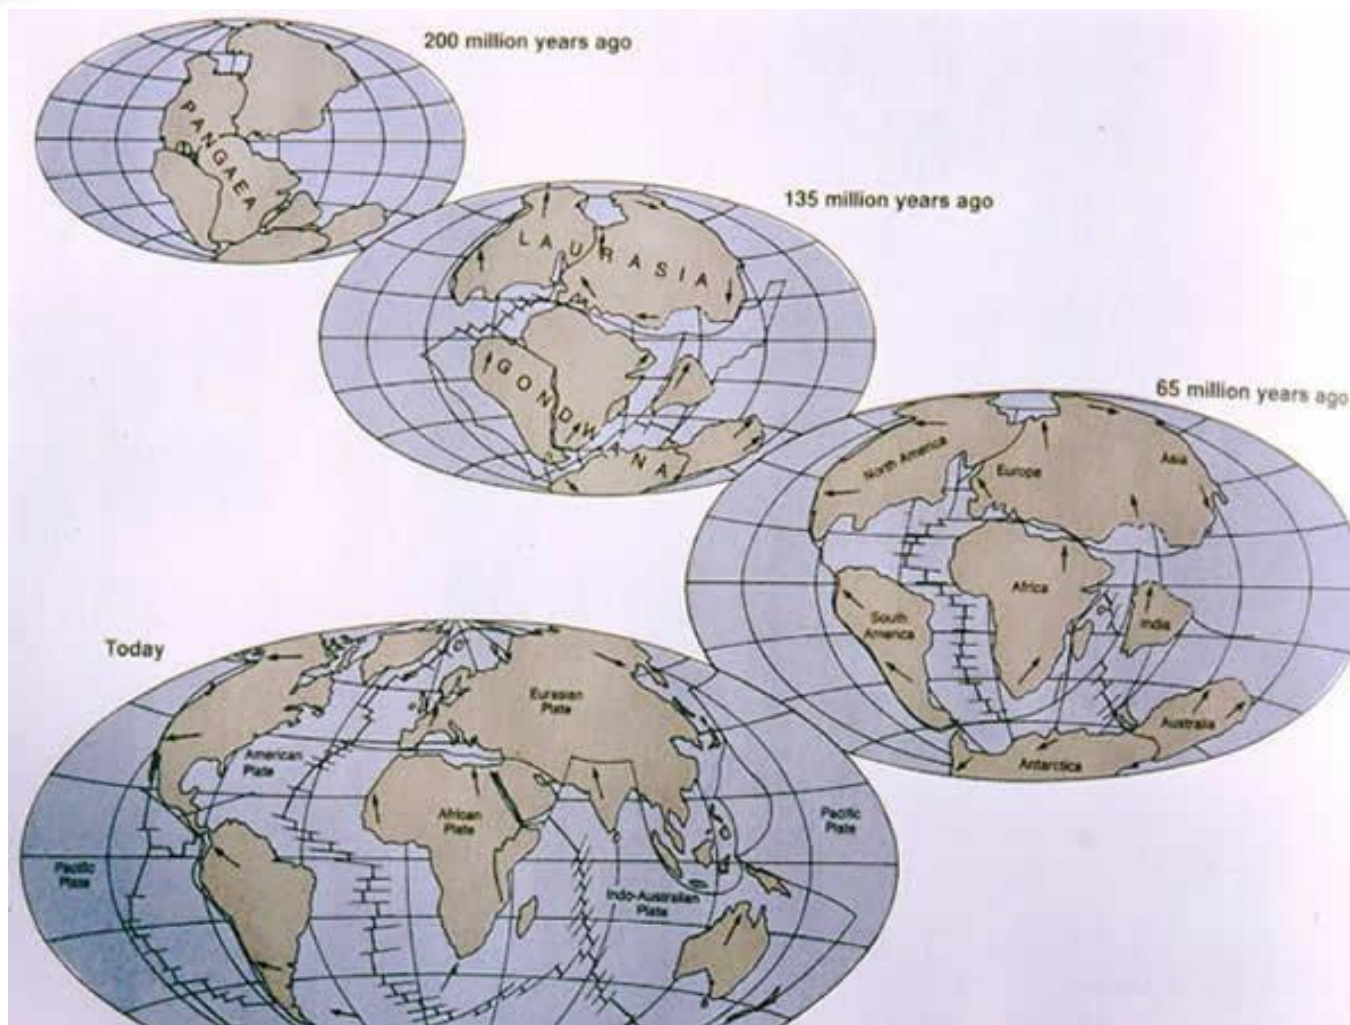 200 million years ago
PANGAEA
135 million years ago
LAURASIA
GONDWANA
65 million years ago
North America
Europe
Asia
Africa
South
America
India
Australia
Antarctica
Today
Eurasian
Plate
American
Plate
African
Plate
Pacific
Plate
Pacific
Plate
Indo-Australian
Plate